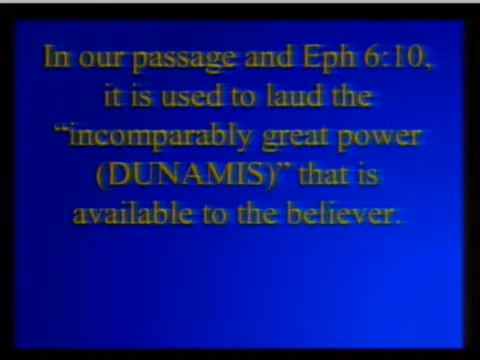 In our passage and Eph 6:10,
it is used to laud the
“incomparably great power
(DUNAMIS)” that is
available to the believer.